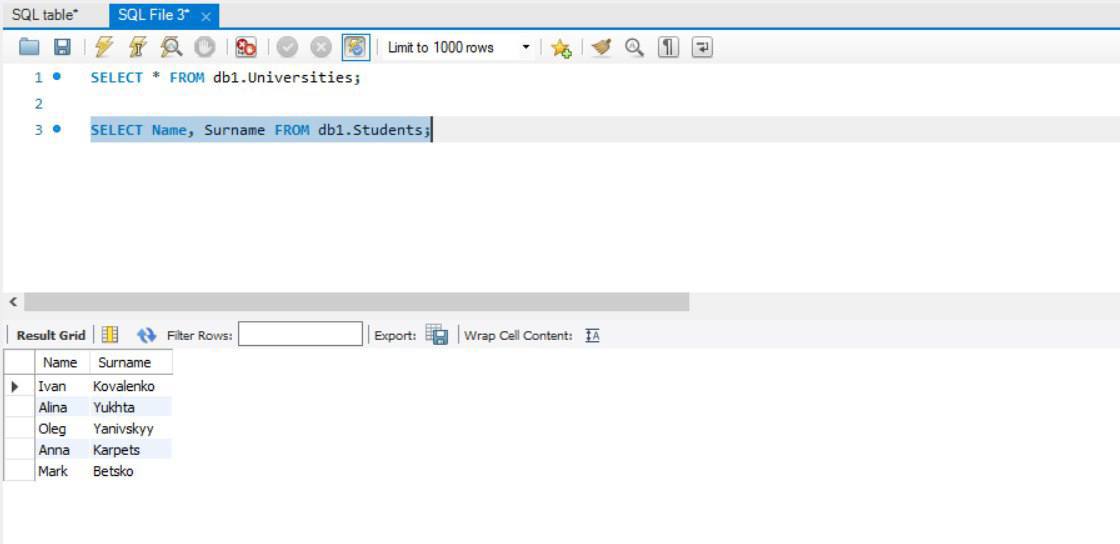 SQL table* SQL File 3* ×
Limit to 1000 rows
1 SELECT * FROM db1.Universities;
2
3 SELECT Name, Surname FROM db1.Students;
Result Grid Filter Rows: Export: Wrap Cell Content:
Name Surname
Ivan Kovalenko
Alina Yukhta
Oleg Yanivskyy
Anna Karpets
Mark Betsko